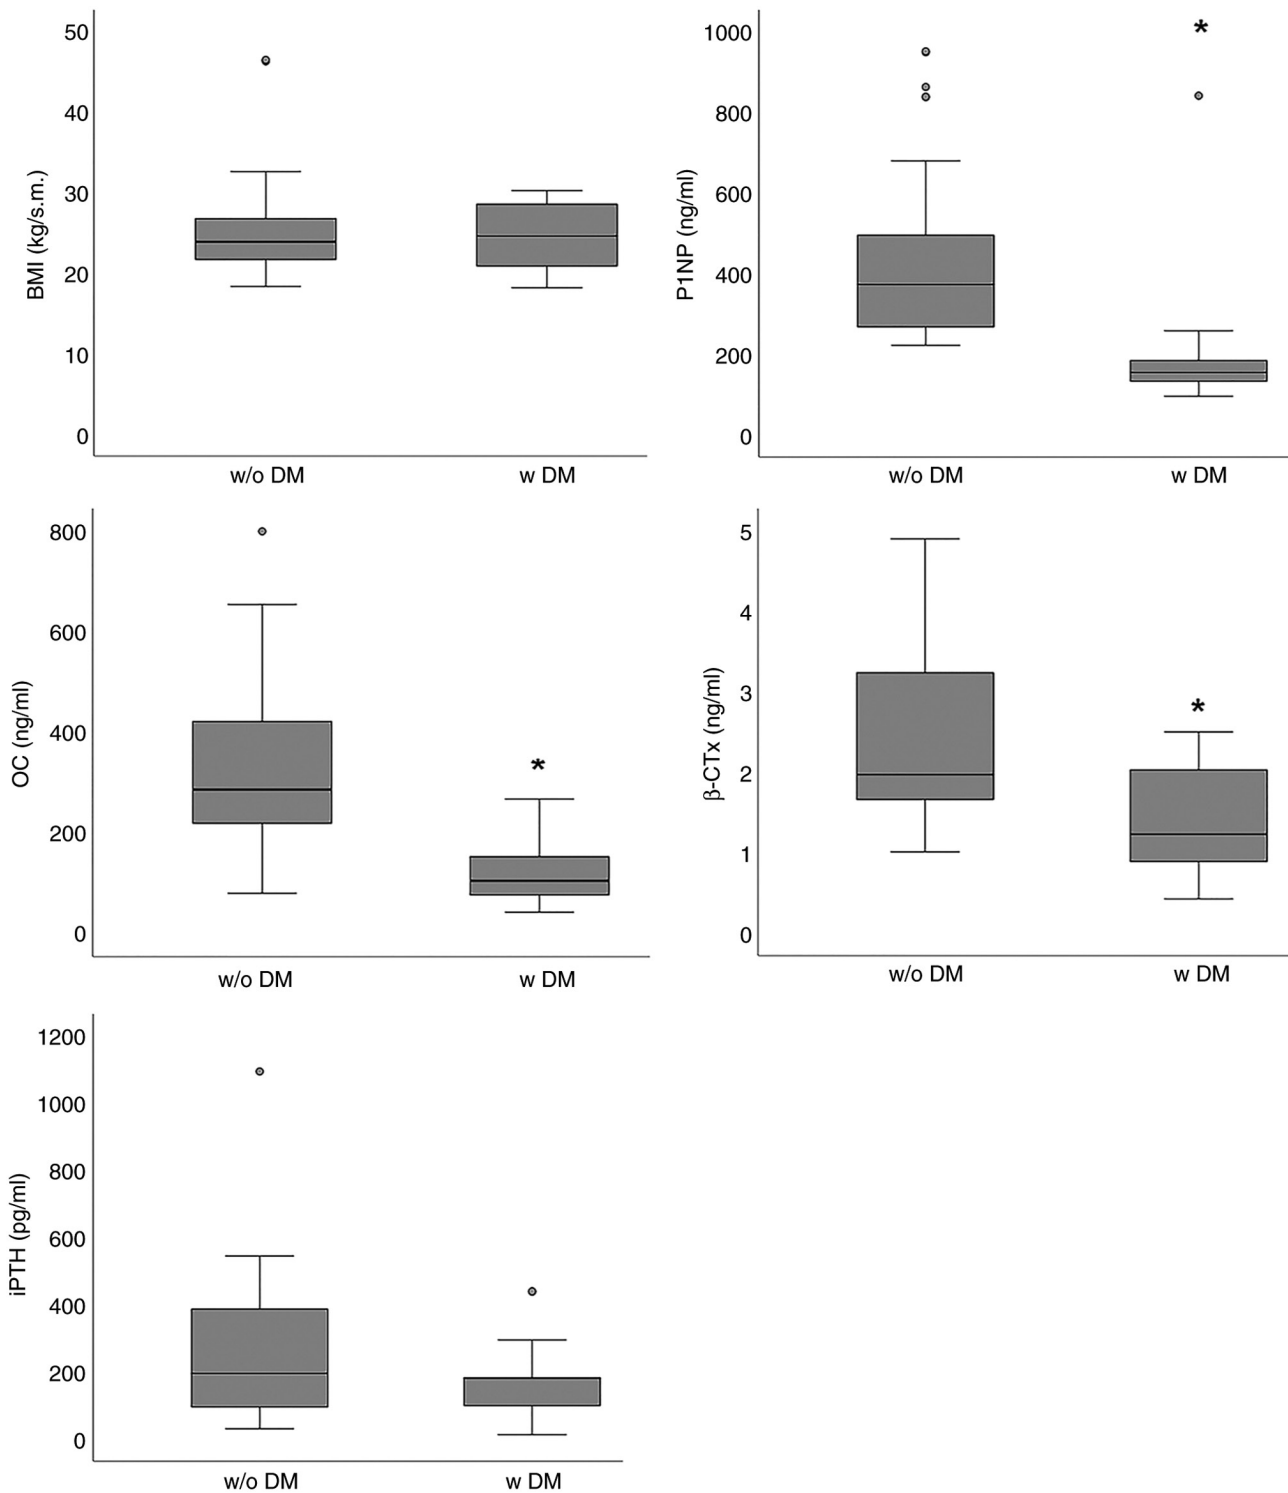 BMI (kg/s.m.)
50
40
30
20
10
0
w/o DM
w DM
P1NP (ng/ml)
1000
800
600
400
200
0
*
w/o DM
w DM
OC (ng/ml)
800
600
400
200
0
*
w/o DM
w DM
β-CTx (ng/ml)
5
4
3
2
1
0
*
w/o DM
w DM
iPTH (pg/ml)
1200
1000
800
600
400
200
0
w/o DM
w DM